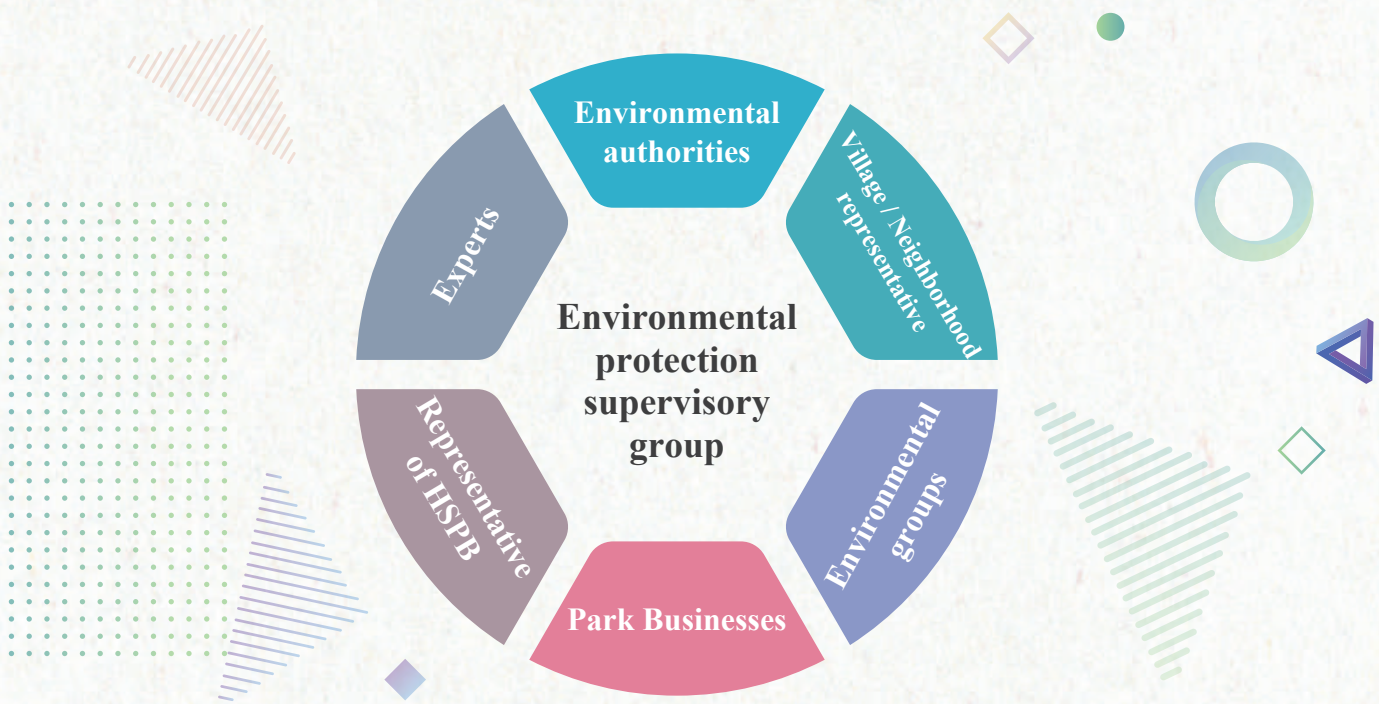 Environmental
authorities
Village / Neighborhood
representative
Environmental
groups
Park Businesses
Representative
of HSPB
Experts
Environmental
protection
supervisory
group